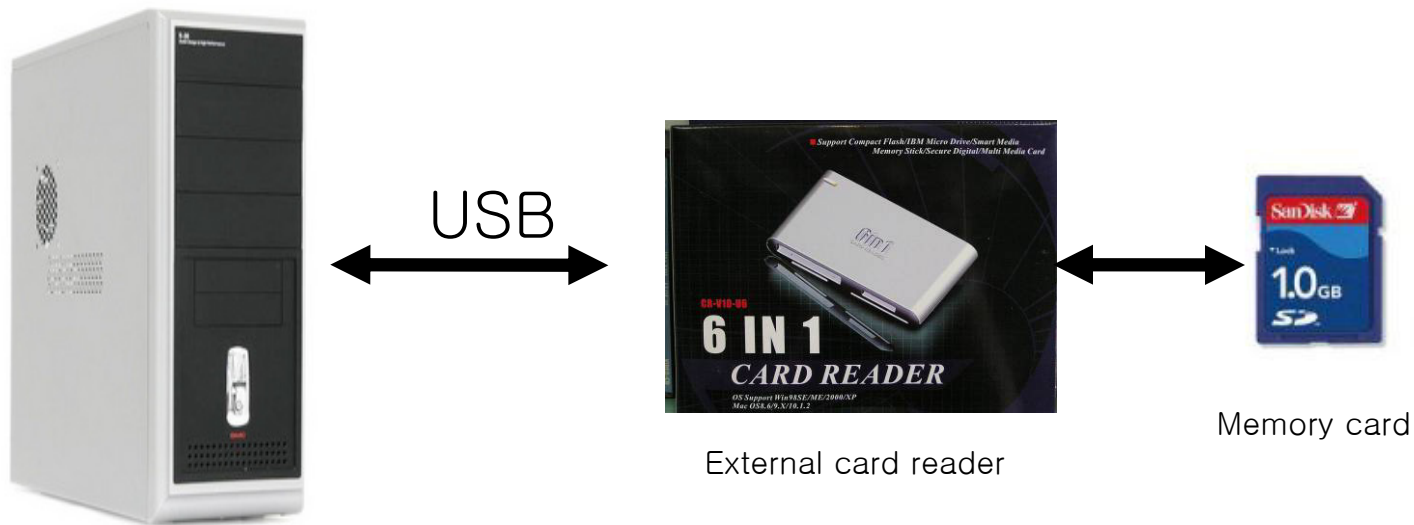 USB
Support Compact Flash/IBM Micro Drive/Smart Media
Memory Stick/Secure Digital/Multi Media Card
6in1
CR-V1D-U6
6 IN 1
CARD READER
OS Support Win98SE/ME/2000/XP
Mac OS8.6/9.X/10.1.2
SanDisk
Lock
1.0GB
SD
External card reader
Memory card